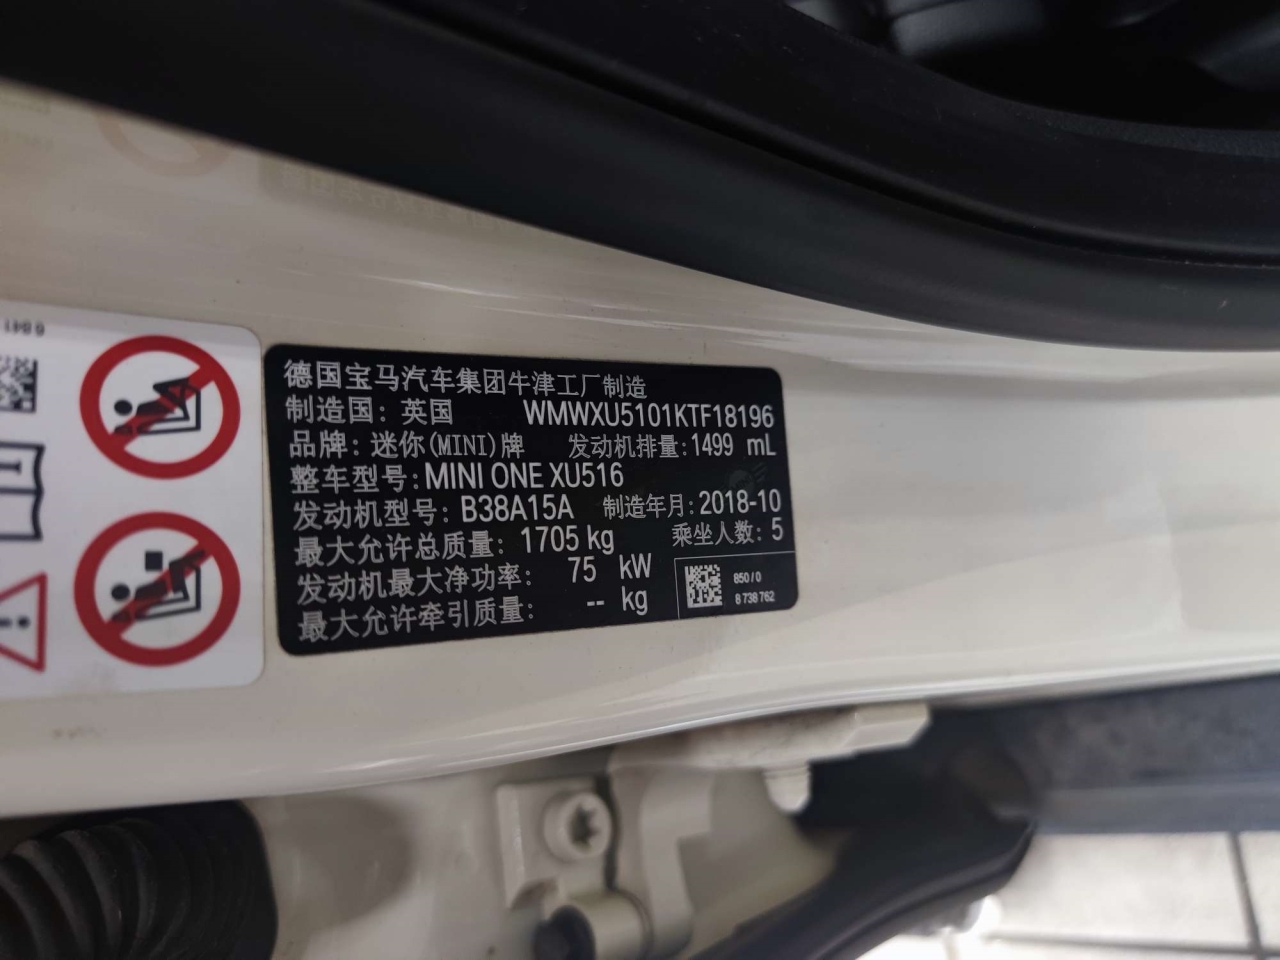 德国宝马汽车集团牛津工厂制造
制造国: 英国 WMWXU5101KTF18196
品牌: 迷你(MINI)牌 发动机排量:1499 mL
整车型号:MINI ONE XU516
发动机型号: B38A15A 制造年月:2018-10
最大允许总质量: 1705 kg 乘坐人数: 5
发动机最大净功率: 75 kW
最大允许牵引质量: -- kg
850/0
8 738 762